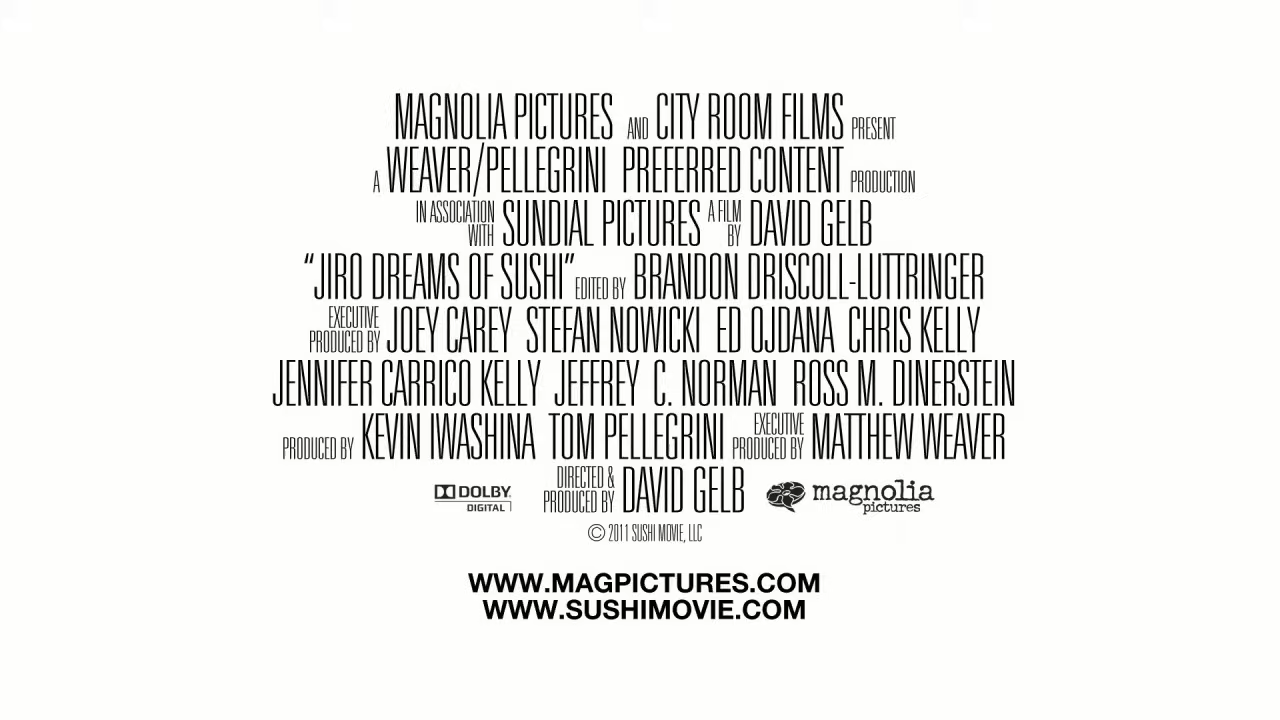 MAGNOLIA PICTURES AND CITY ROOM FILMS PRESENT
A WEAVER/PELLEGRINI PREFERRED CONTENT PRODUCTION
IN ASSOCIATION WITH SUNDIAL PICTURES A FILM BY DAVID GELB
“JIRO DREAMS OF SUSHI” EDITED BY BRANDON DRISCOLL-LUTTRINGER
EXECUTIVE PRODUCED BY JOEY CAREY STEFAN NOWICKI ED OJDANA CHRIS KELLY
JENNIFER CARRICO KELLY JEFFREY C. NORMAN ROSS M. DINERSTEIN
PRODUCED BY KEVIN IWASHINA TOM PELLEGRINI EXECUTIVE PRODUCED BY MATTHEW WEAVER
DOLBY DIGITAL DIRECTED & PRODUCED BY DAVID GELB magnolia pictures
© 2011 SUSHI MOVIE, LLC
WWW.MAGPICTURES.COM
WWW.SUSHIMOVIE.COM